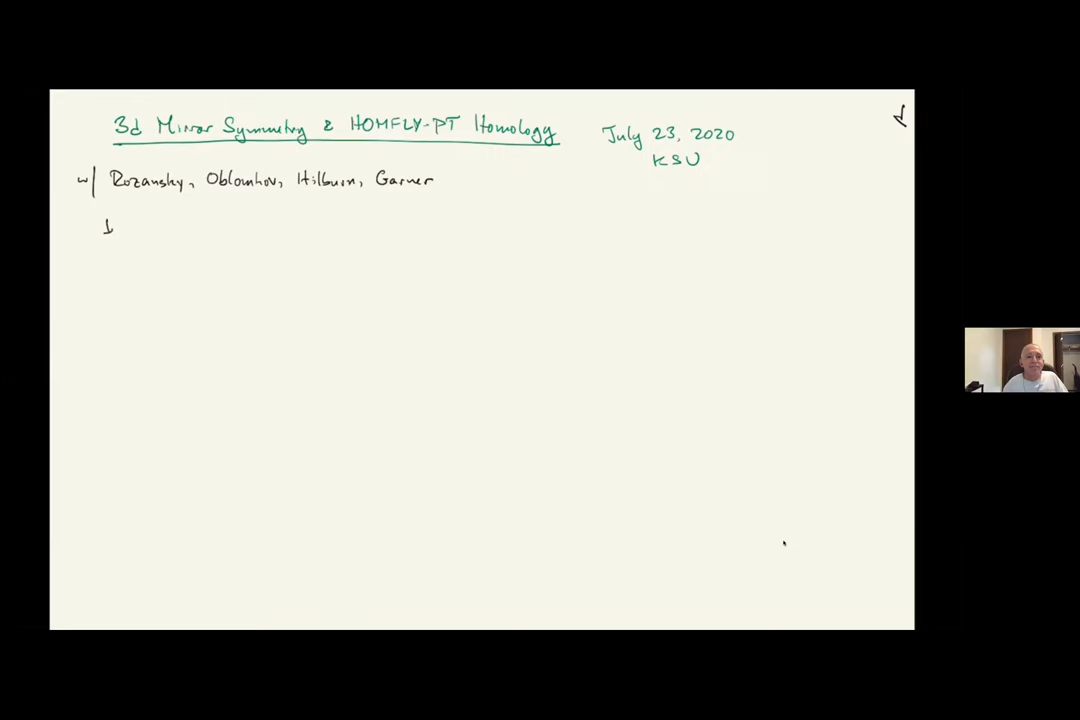 3d Mirror Symmetry & HOMFLY-PT Homology
July 23, 2020
KSU
w/ Rozansky, Oblomkov, Hilburn, Garner